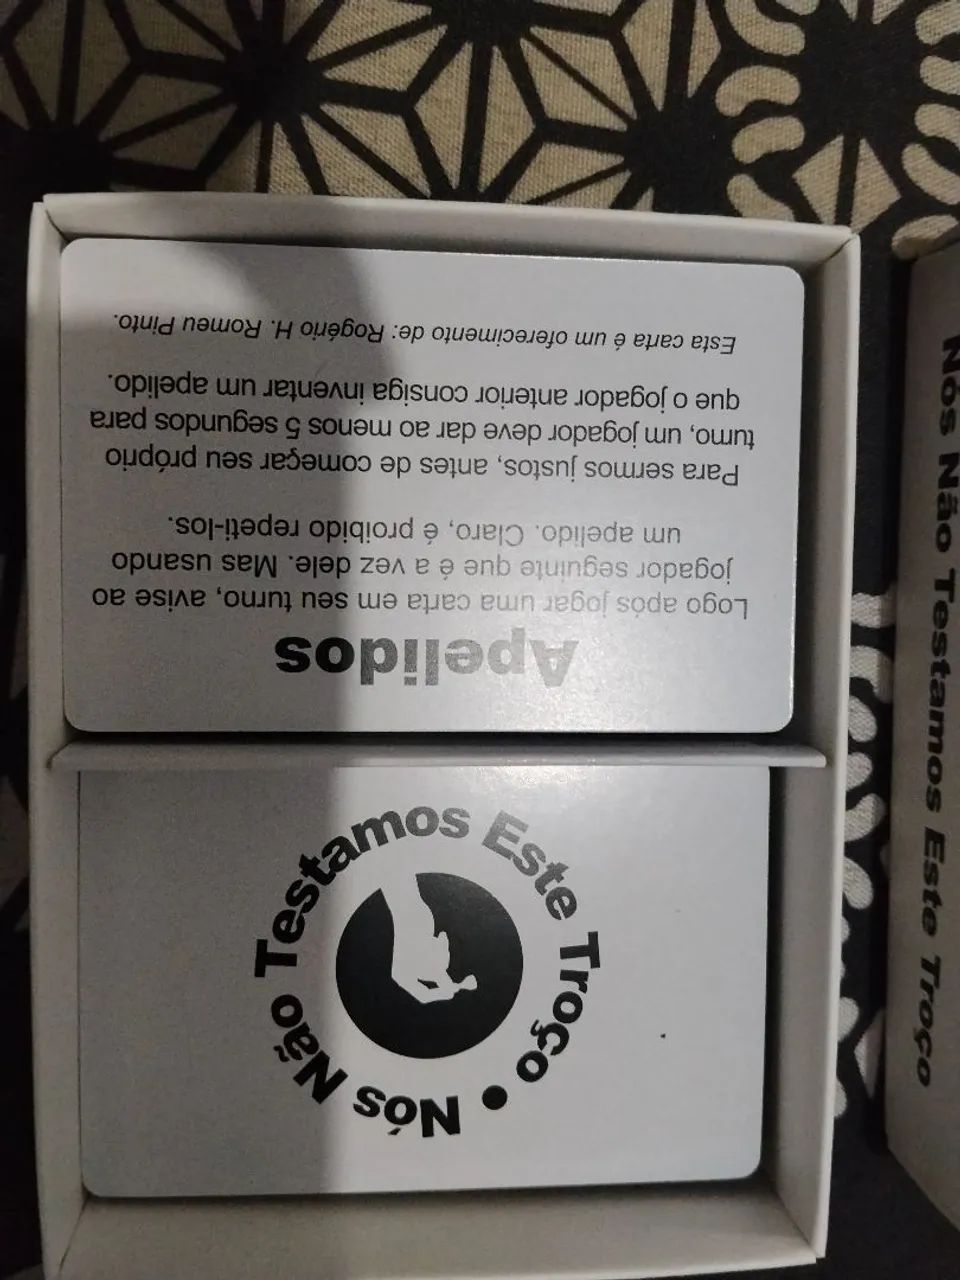 Apelidos
Logo após jogar uma carta em seu turno, avise ao
jogador seguinte que é a vez dele. Mas usando
um apelido. Claro, é proibido repeti-los.
Para sermos justos, antes de começar seu próprio
turno, um jogador deve dar ao menos 5 segundos para
que o jogador anterior consiga inventar um apelido.
Esta carta é um oferecimento de: Rogério H. Romeu Pinto.
Nós Não Testamos Este Troço •
Nós Não Testamos Este Troço